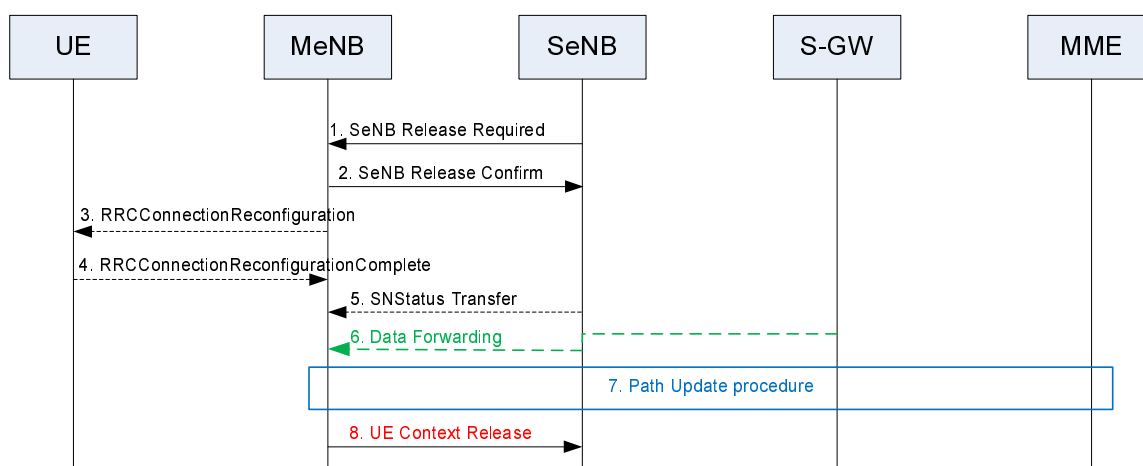 UE
MeNB
SeNB
S-GW
MME
1. SeNB Release Required
2. SeNB Release Confirm
3. RRCConnectionReconfiguration
4. RRCConnectionReconfigurationComplete
5. SNStatus Transfer
6. Data Forwarding
7. Path Update procedure
8. UE Context Release